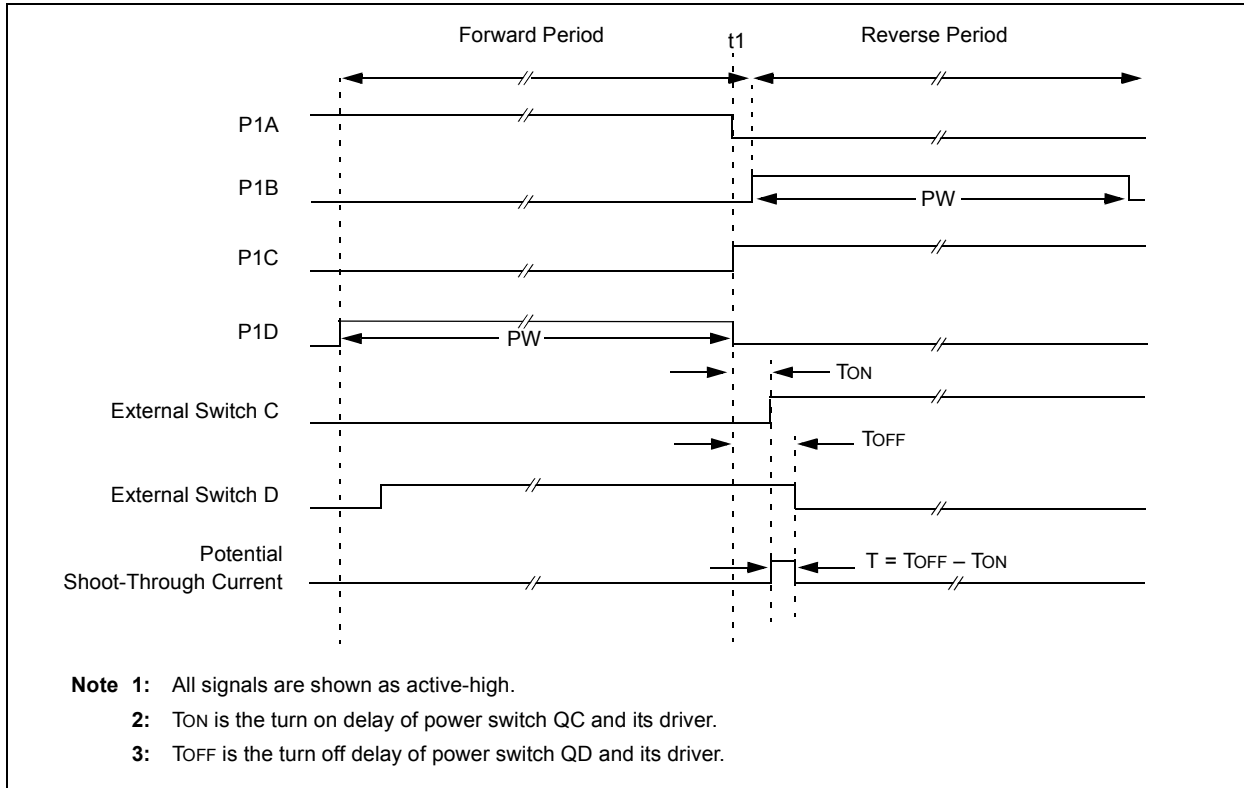 Forward Period
t1
Reverse Period
P1A
P1B
PW
P1C
P1D
PW
TON
External Switch C
TOFF
External Switch D
Potential
Shoot-Through Current
T = TOFF – TON
Note 1: All signals are shown as active-high.
2: TON is the turn on delay of power switch QC and its driver.
3: TOFF is the turn off delay of power switch QD and its driver.